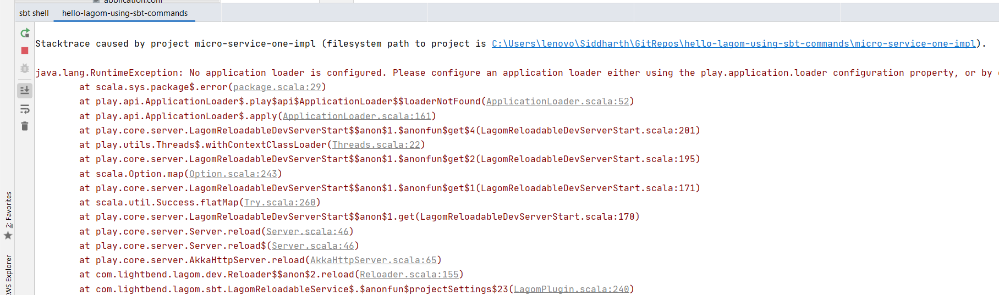 application.conf
sbt shell hello-lagom-using-sbt-commands
Stacktrace caused by project micro-service-one-impl (filesystem path to project is C:\Users\lenovo\Siddharth\GitRepos\hello-lagom-using-sbt-commands\micro-service-one-impl).
java.lang.RuntimeException: No application loader is configured. Please configure an application loader either using the play.application.loader configuration property, or by
at scala.sys.package$.error(package.scala:29)
at play.api.ApplicationLoader$.play$api$ApplicationLoader$$loaderNotFound(ApplicationLoader.scala:52)
at play.api.ApplicationLoader$.apply(ApplicationLoader.scala:161)
at play.core.server.LagomReloadableDevServerStart$$anon$1.$anonfun$get$4(LagomReloadableDevServerStart.scala:201)
at play.utils.Threads$.withContextClassLoader(Threads.scala:22)
at play.core.server.LagomReloadableDevServerStart$$anon$1.$anonfun$get$2(LagomReloadableDevServerStart.scala:195)
at scala.Option.map(Option.scala:243)
at play.core.server.LagomReloadableDevServerStart$$anon$1.$anonfun$get$1(LagomReloadableDevServerStart.scala:171)
at scala.util.Success.flatMap(Try.scala:260)
at play.core.server.LagomReloadableDevServerStart$$anon$1.get(LagomReloadableDevServerStart.scala:170)
at play.core.server.Server.reload(Server.scala:46)
at play.core.server.Server.reload$(Server.scala:46)
at play.core.server.AkkaHttpServer.reload(AkkaHttpServer.scala:65)
at com.lightbend.lagom.dev.Reloader$$anon$2.reload(Reloader.scala:155)
at com.lightbend.lagom.sbt.LagomReloadableService$.$anonfun$projectSettings$23(LagomPlugin.scala:240)
2: Favorites
AWS Explorer